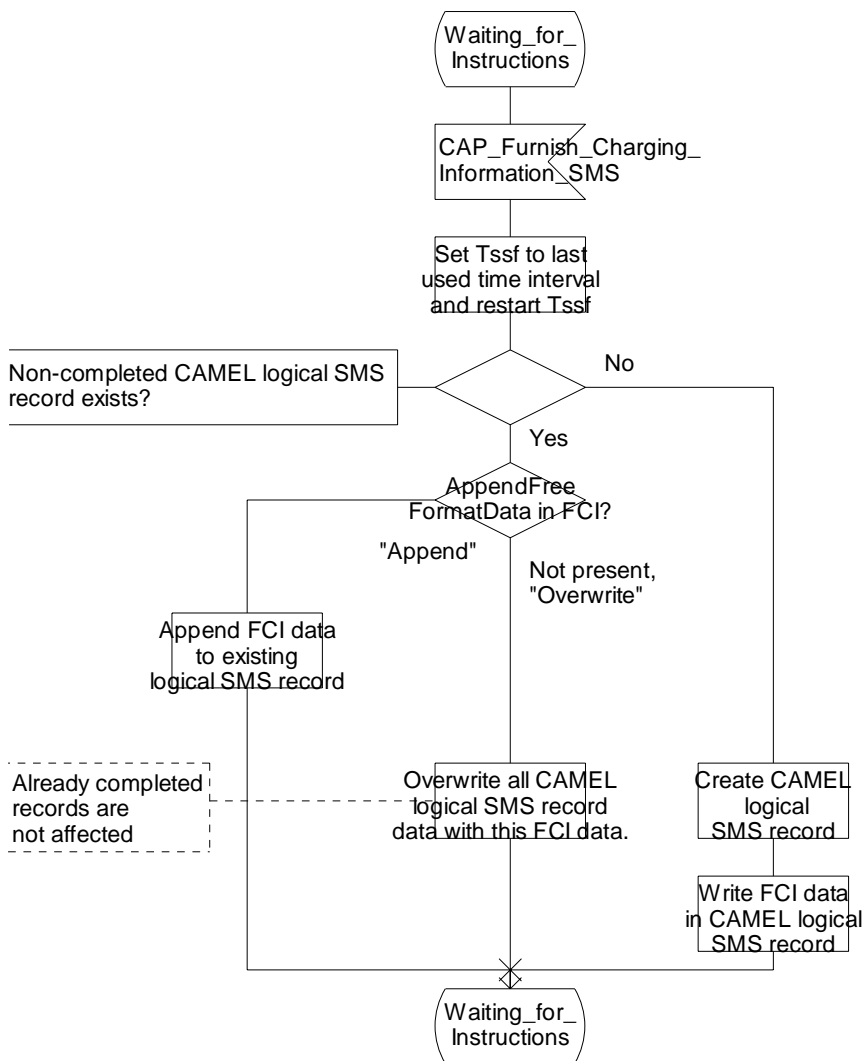 Waiting_for_
Instructions
CAP_Furnish_Charging_
Information_SMS
Set Tssf to last
used time interval
and restart Tssf
Non-completed CAMEL logical SMS
record exists?
No
Yes
AppendFree
FormatData in FCI?
"Append"
Not present,
"Overwrite"
Append FCI data
to existing
logical SMS record
Already completed
records are
not affected
Overwrite all CAMEL
logical SMS record
data with this FCI data.
Create CAMEL
logical
SMS record
Write FCI data
in CAMEL logical
SMS record
Waiting_for_
Instructions